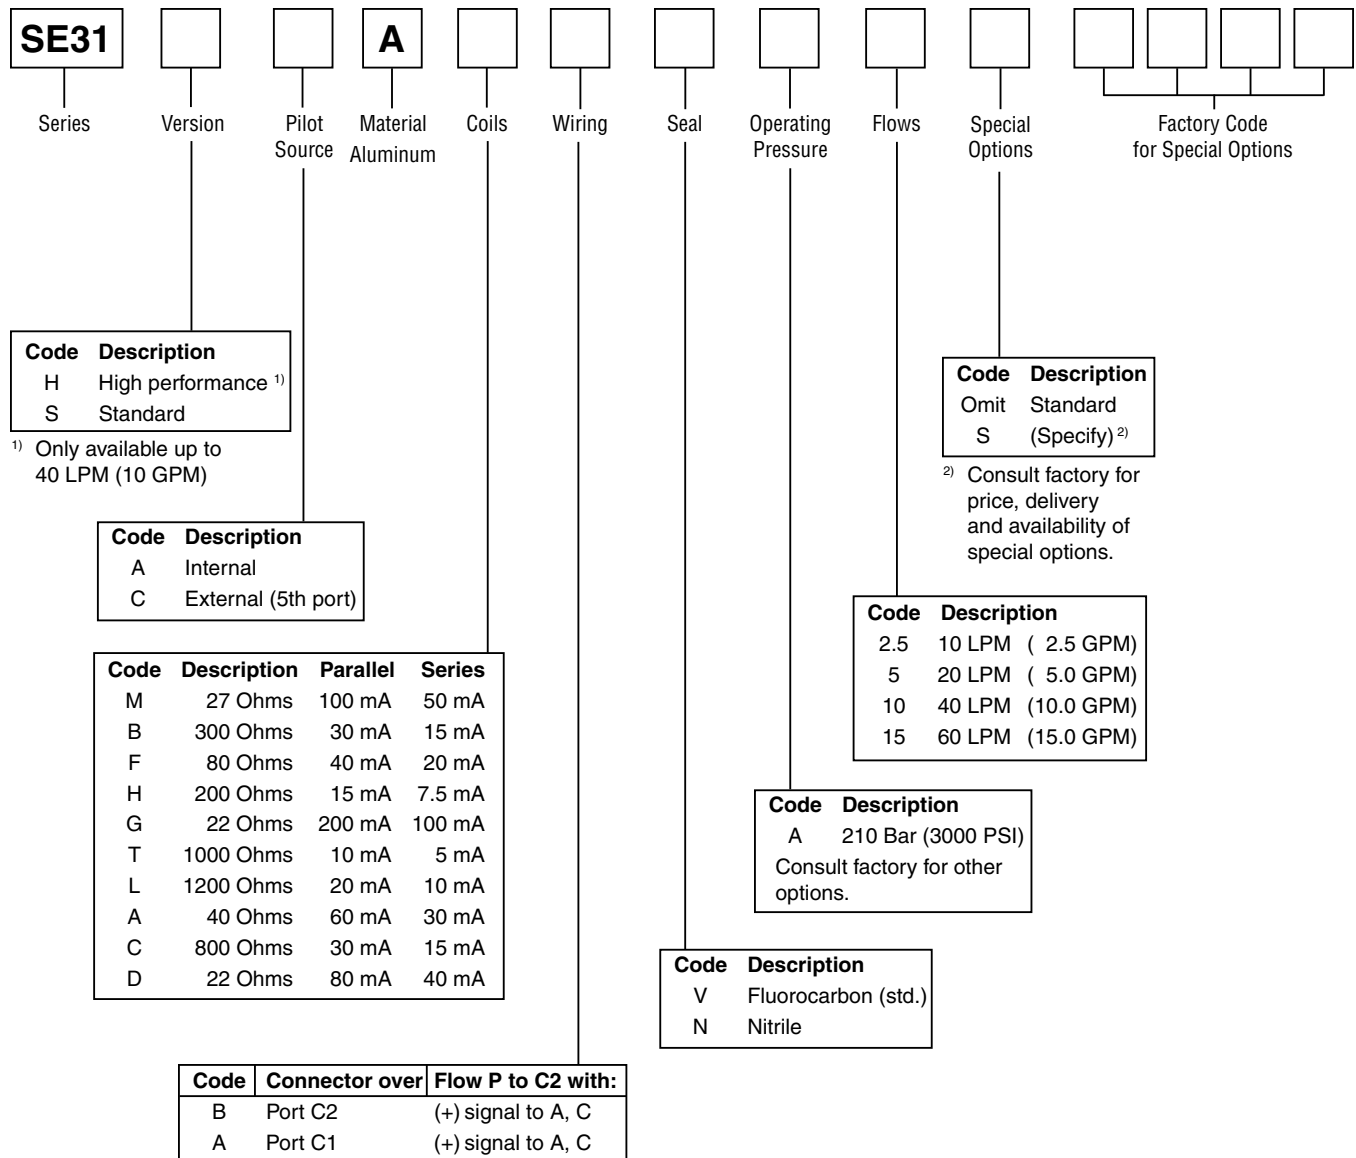 SE31 A
Series Version Pilot Source Material Aluminum Coils Wiring Seal Operating Pressure Flows Special Options Factory Code for Special Options
Code Description
H High performance 1)
S Standard
1) Only available up to
40 LPM (10 GPM)
Code Description
Omit Standard
S (Specify) 2)
2) Consult factory for
price, delivery
and availability of
special options.
Code Description
A Internal
C External (5th port)
Code Description
2.5 10 LPM ( 2.5 GPM)
5 20 LPM ( 5.0 GPM)
10 40 LPM (10.0 GPM)
15 60 LPM (15.0 GPM)
Code Description Parallel Series
M 27 Ohms 100 mA 50 mA
B 300 Ohms 30 mA 15 mA
F 80 Ohms 40 mA 20 mA
H 200 Ohms 15 mA 7.5 mA
G 22 Ohms 200 mA 100 mA
T 1000 Ohms 10 mA 5 mA
L 1200 Ohms 20 mA 10 mA
A 40 Ohms 60 mA 30 mA
C 800 Ohms 30 mA 15 mA
D 22 Ohms 80 mA 40 mA
Code Description
A 210 Bar (3000 PSI)
Consult factory for other
options.
Code Description
V Fluorocarbon (std.)
N Nitrile
Code Connector over Flow P to C2 with:
B Port C2 (+) signal to A, C
A Port C1 (+) signal to A, C